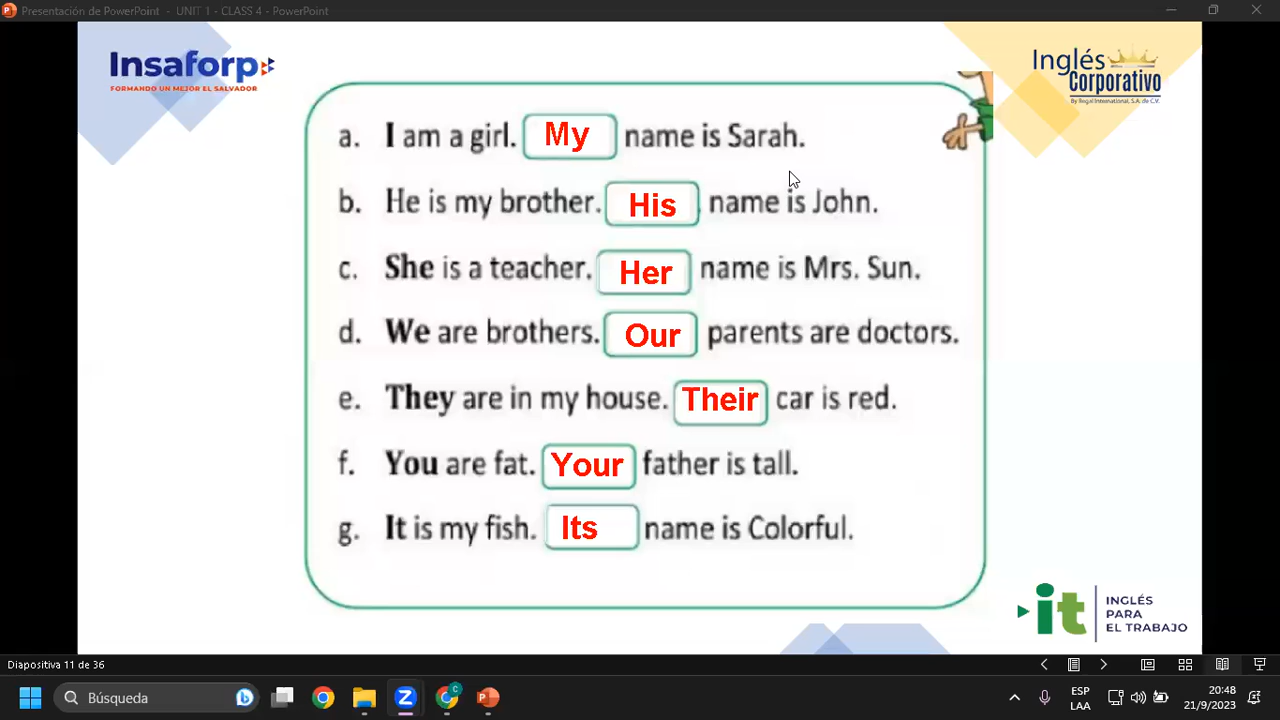 Presentación de PowerPoint - UNIT 1 - CLASS 4 - PowerPoint
Insaforp
FORMANDO UN MEJOR EL SALVADOR
Inglés
Corporativo
By Regal International, S.A. de C.V.
a. I am a girl. My name is Sarah.
b. He is my brother. His name is John.
c. She is a teacher. Her name is Mrs. Sun.
d. We are brothers. Our parents are doctors.
e. They are in my house. Their car is red.
f. You are fat. Your father is tall.
g. It is my fish. Its name is Colorful.
it
INGLÉS
PARA
EL TRABAJO
Diapositiva 11 de 36
Búsqueda
ESP
LAA
20:48
21/9/2023